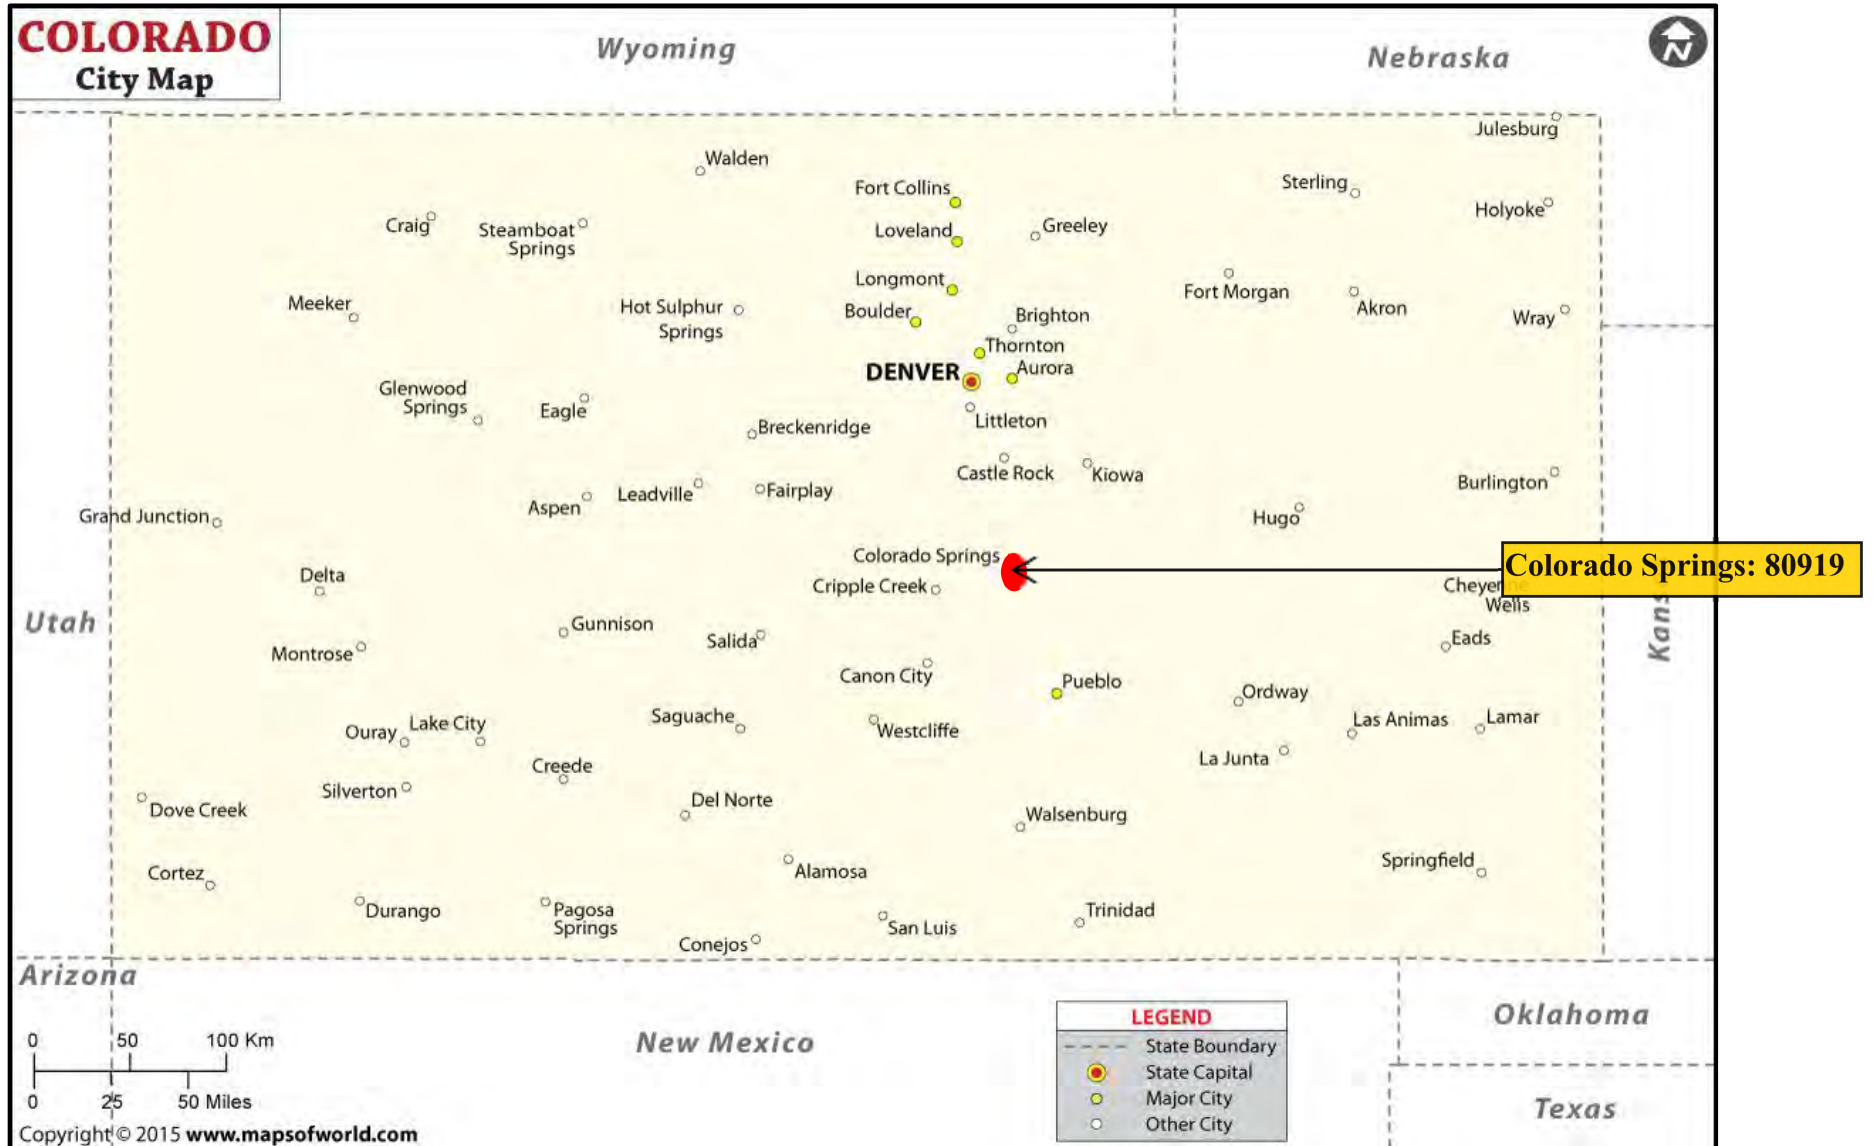 COLORADO
City Map
Wyoming
Nebraska
N
Julesburg
Walden
Fort Collins
Sterling
Holyoke
Craig
Steamboat
Springs
Loveland
Greeley
Longmont
Fort Morgan
Akron
Meeker
Hot Sulphur
Springs
Boulder
Brighton
Wray
Thornton
DENVER
Aurora
Glenwood
Springs
Eagle
Littleton
Breckenridge
Castle Rock
Kiowa
Burlington
Aspen
Leadville
Fairplay
Grand Junction
Hugo
Colorado Springs
Colorado Springs: 80919
Delta
Cripple Creek
Wells
Utah
Gunnison
Salida
Eads
Montrose
Canon City
Pueblo
Ordway
Saguache
Westcliffe
Las Animas
Lamar
Ouray
Lake City
La Junta
Creede
Silverton
Dove Creek
Del Norte
Walsenburg
Cortez
Alamosa
Springfield
Durango
Pagosa
Springs
Conejos
San Luis
Trinidad
Arizona
New Mexico
Oklahoma
Texas
0 50 100 Km
0 25 50 Miles
LEGEND
State Boundary
State Capital
Major City
Other City
Copyright © 2015 www.mapsofworld.com